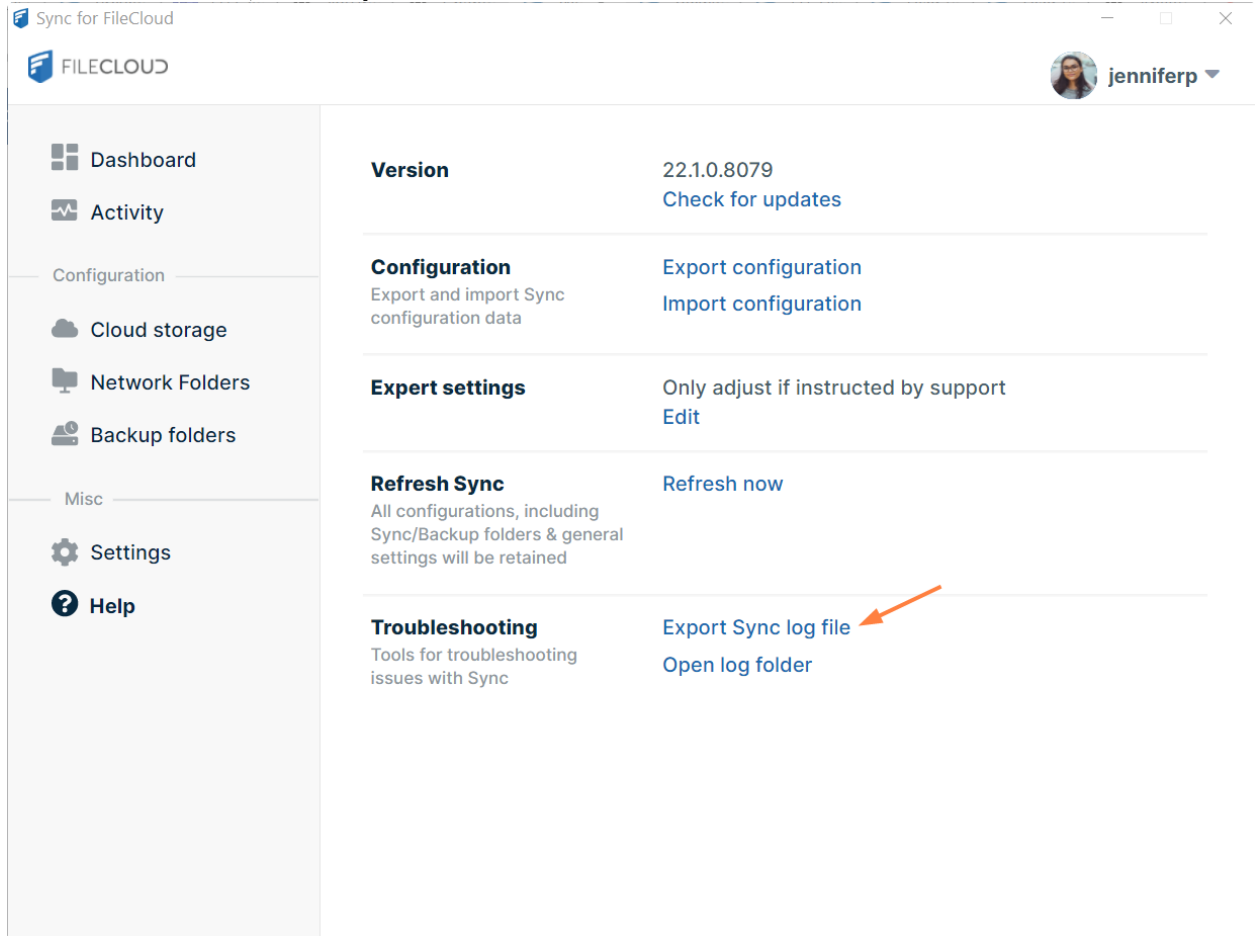 Sync for FileCloud
FILECLOUD
jenniferp
Dashboard
Activity
Configuration
Cloud storage
Network Folders
Backup folders
Misc
Settings
Help
Version
22.1.0.8079
Check for updates
Configuration
Export and import Sync
configuration data
Export configuration
Import configuration
Expert settings
Only adjust if instructed by support
Edit
Refresh Sync
All configurations, including
Sync/Backup folders & general
settings will be retained
Refresh now
Troubleshooting
Tools for troubleshooting
issues with Sync
Export Sync log file
Open log folder